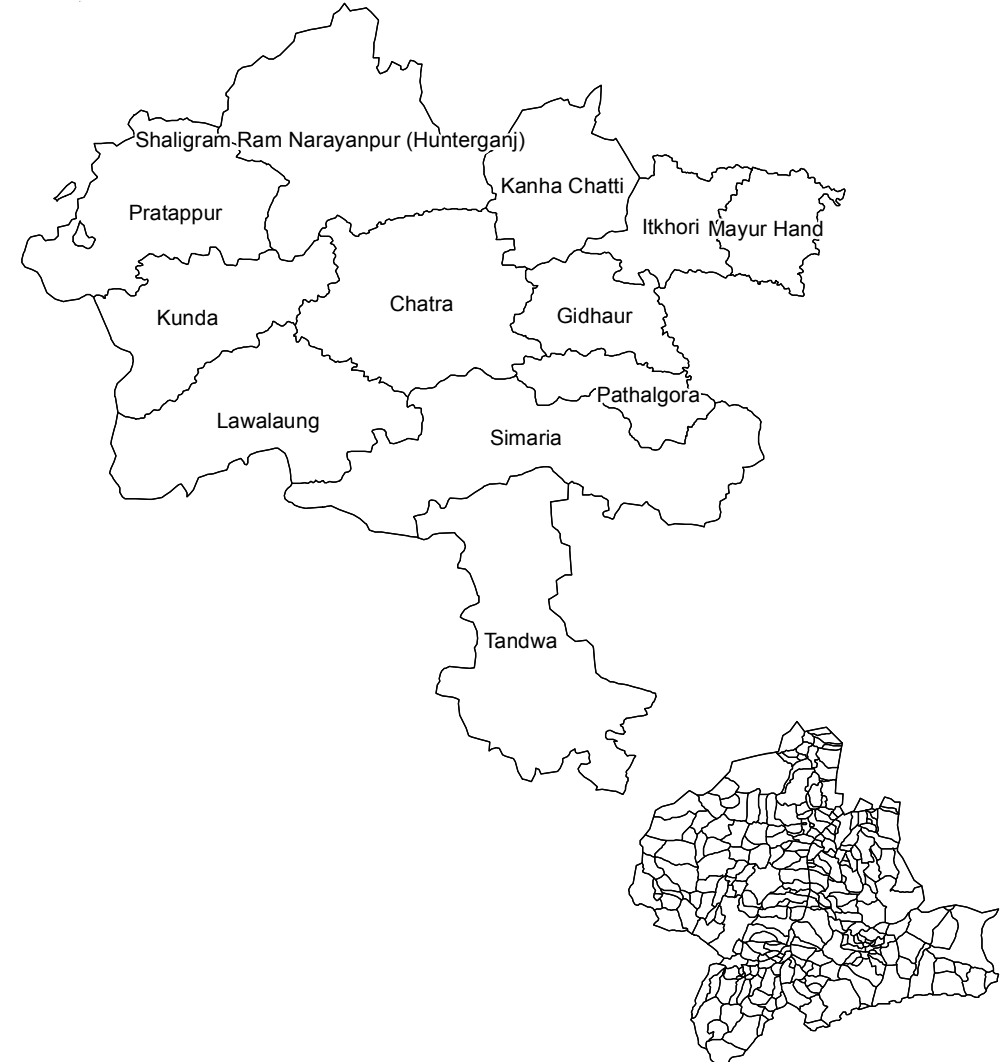 Shaligram Ram Narayanpur (Hunterganj)
Kanha Chatti
Pratappur
Itkhori
Mayur Hand
Chatra
Kunda
Gidhaur
Pathalgora
Lawalaung
Simaria
Tandwa